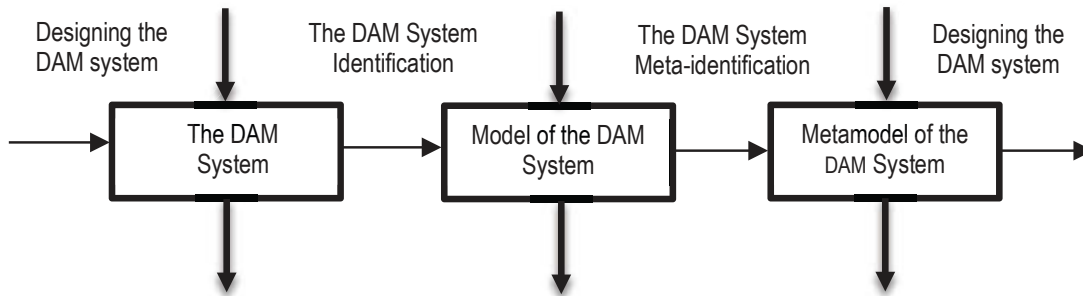 Designing the
DAM system
The DAM System
Identification
The DAM System
Meta-identification
Designing the
DAM system
The DAM
System
Model of the DAM
System
Metamodel of the
DAM System